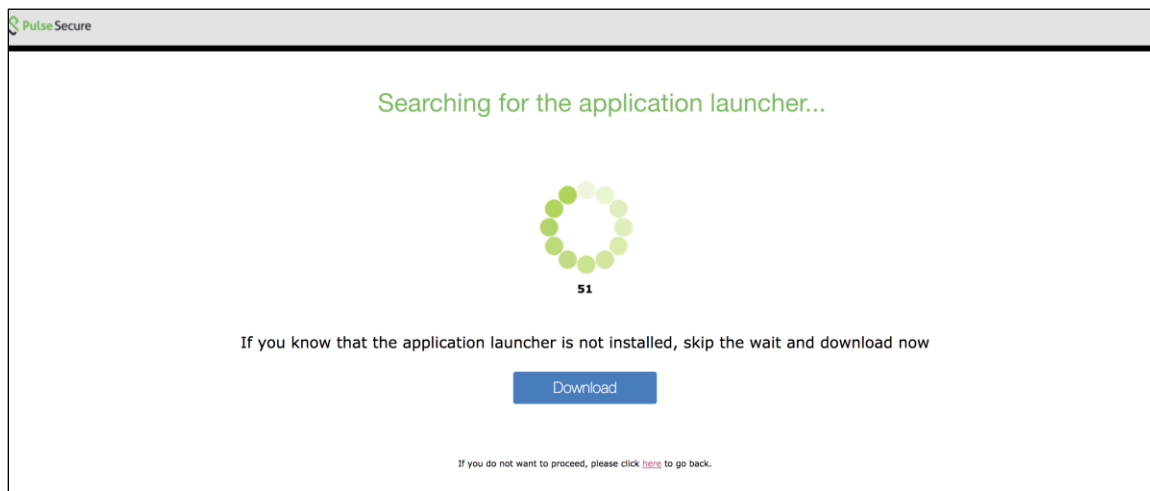 Pulse Secure
Searching for the application launcher...
51
If you know that the application launcher is not installed, skip the wait and download now
Download
If you do not want to proceed, please click here to go back.